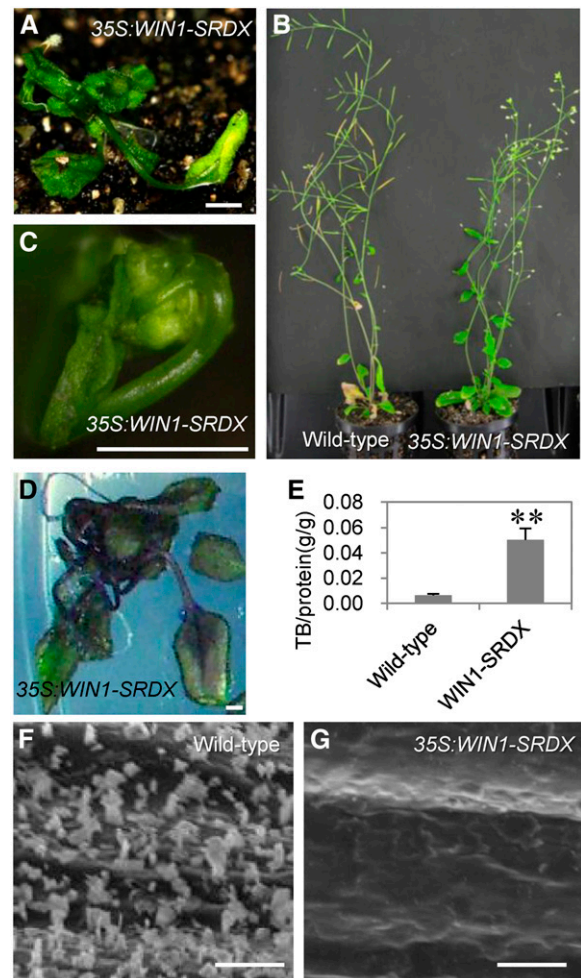 A
35S:WIN1-SRDX
B
C
35S:WIN1-SRDX
Wild-type
35S:WIN1-SRDX
D
35S:WIN1-SRDX
E
TB/protein(g/g)
0.08
0.06
0.04
0.02
0.00
**
Wild-type
WIN1-SRDX
F
Wild-type
G
35S:WIN1-SRDX